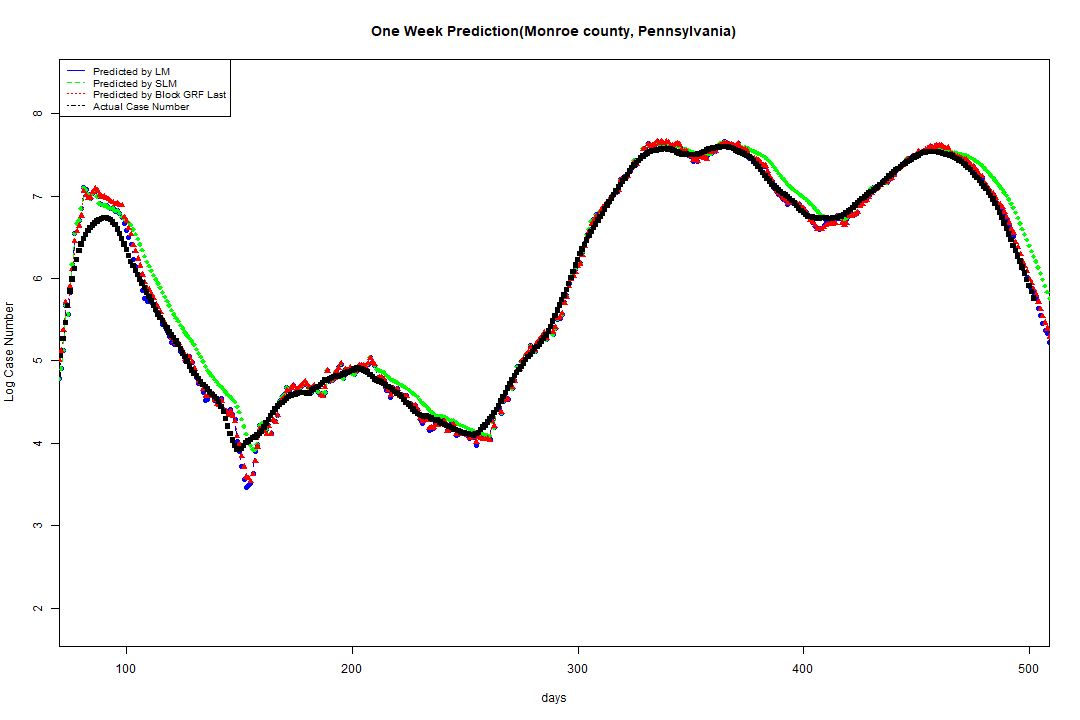 One Week Prediction(Monroe county, Pennsylvania)
Predicted by LM
Predicted by SLM
Predicted by Block GRF Last
Actual Case Number
8
7
6
5
4
3
2
Log Case Number
100 200 300 400 500
days